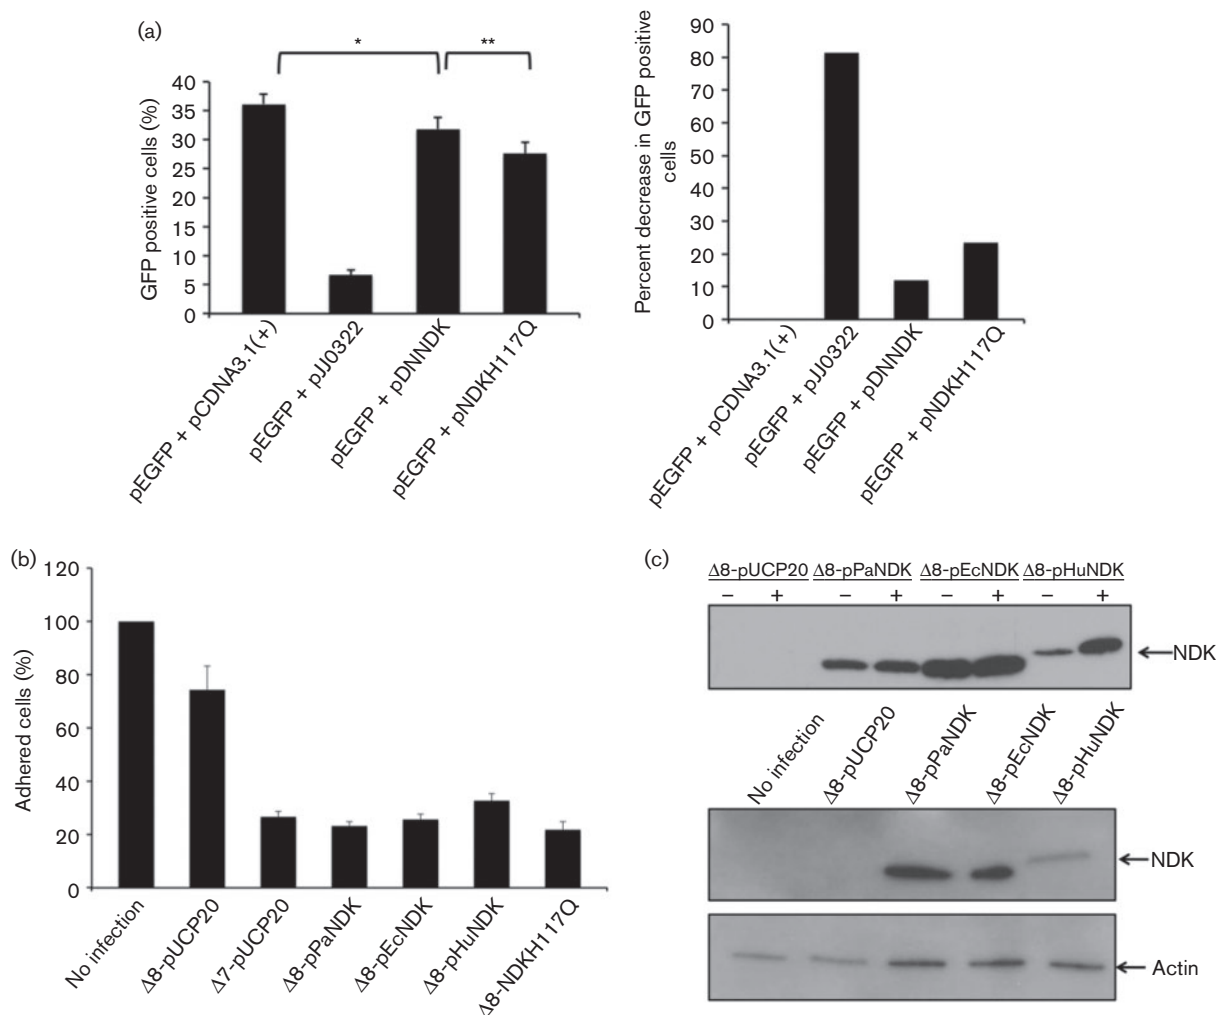 (a)
*
**
GFP positive cells (%)
40
35
30
25
20
15
10
5
0
pEGFP + pCDNA3.1(+)
pEGFP + pJJ0322
pEGFP + pDNNDK
pEGFP + pNDKH117Q
Percent decrease in GFP positive
cells
90
80
70
60
50
40
30
20
10
0
pEGFP + pCDNA3.1(+)
pEGFP + pJJ0322
pEGFP + pDNNDK
pEGFP + pNDKH117Q
(b)
Adhered cells (%)
120
100
80
60
40
20
0
No infection
Δ8-pUCP20
Δ7-pUCP20
Δ8-pPaNDK
Δ8-pEcNDK
Δ8-pHuNDK
Δ8-NDKH117Q
(c)
Δ8-pUCP20 Δ8-pPaNDK Δ8-pEcNDK Δ8-pHuNDK
– + – + – + – +
NDK
No infection
Δ8-pUCP20
Δ8-pPaNDK
Δ8-pEcNDK
Δ8-pHuNDK
NDK
Actin